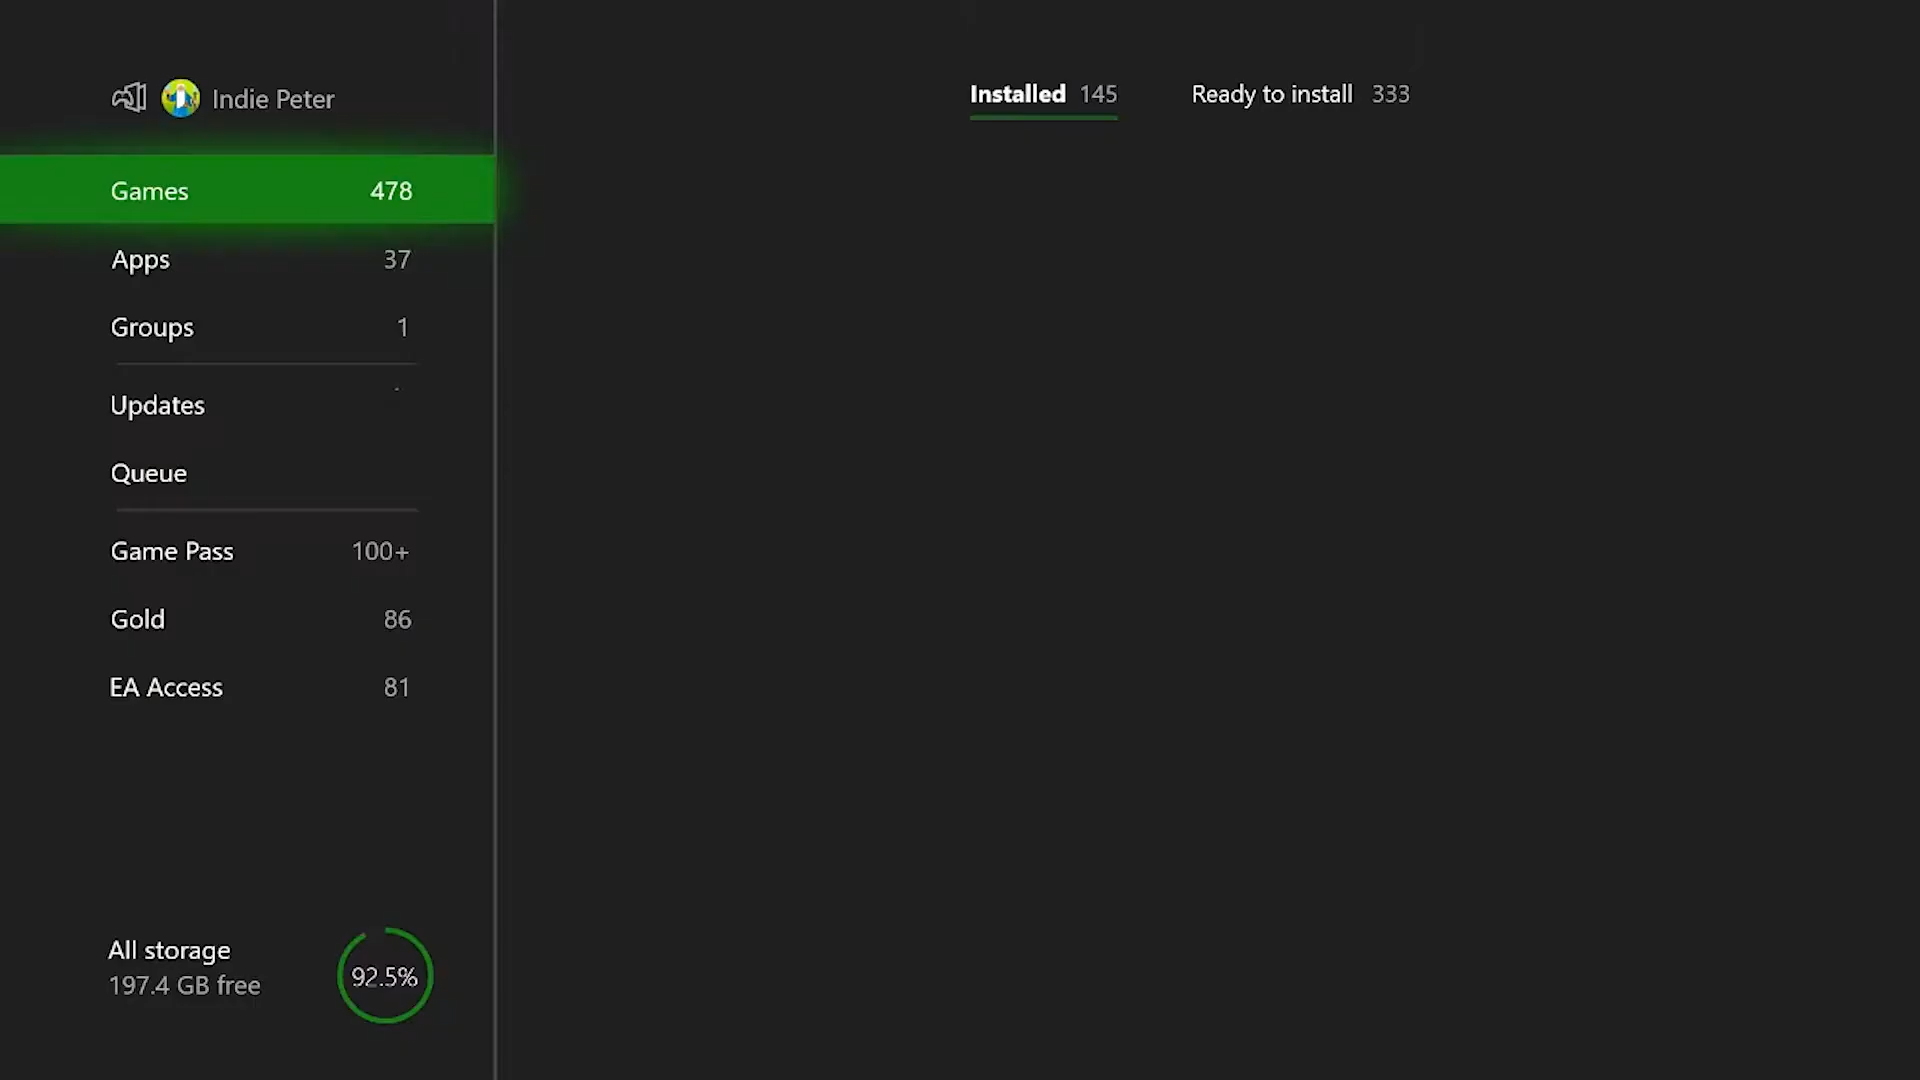 Indie Peter
Games 478
Apps 37
Groups 1
Updates
Queue
Game Pass 100+
Gold 86
EA Access 81
All storage
197.4 GB free
92.5%
Installed 145
Ready to install 333